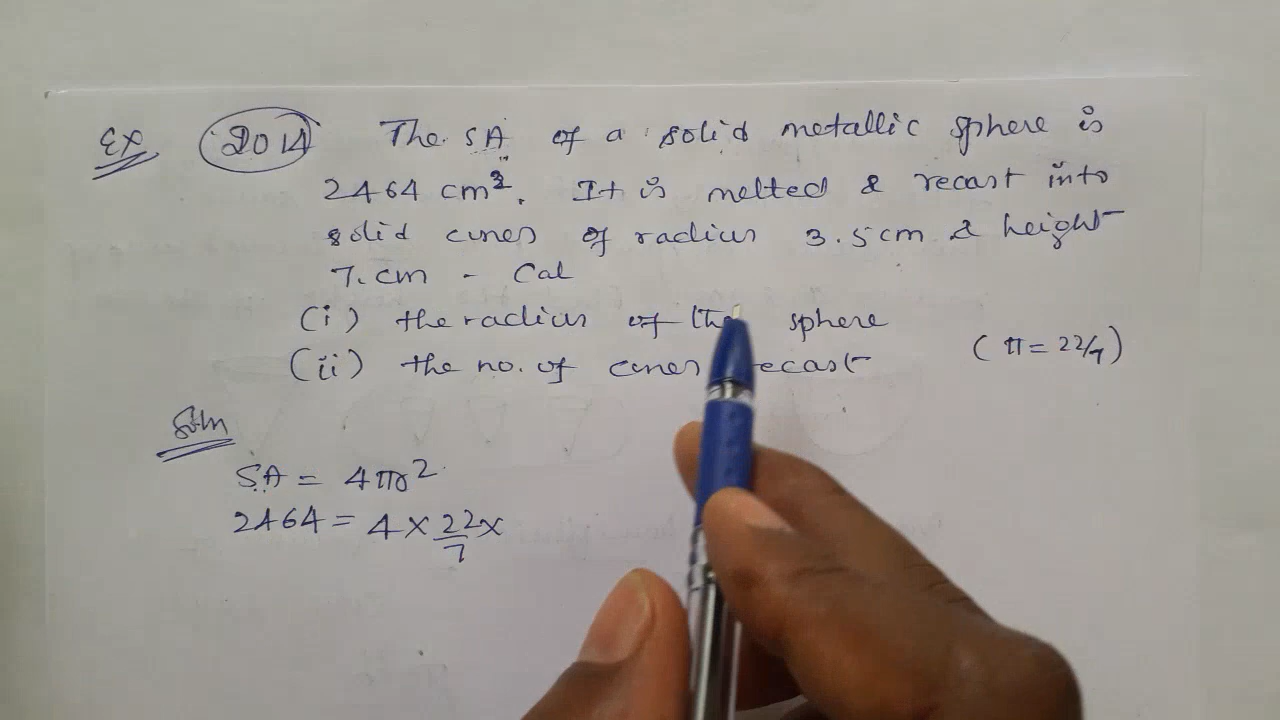 Ex 2014 The SA of a solid metallic sphere is
2464 cm². It is melted & recast into
solid cones of radius 3.5cm & height
7.cm - Cal
(i) the radius of the sphere
(ii) the no. of cones recast (π = 22/7)
Soln
SA = 4πr²
2464 = 4 × 22/7 ×